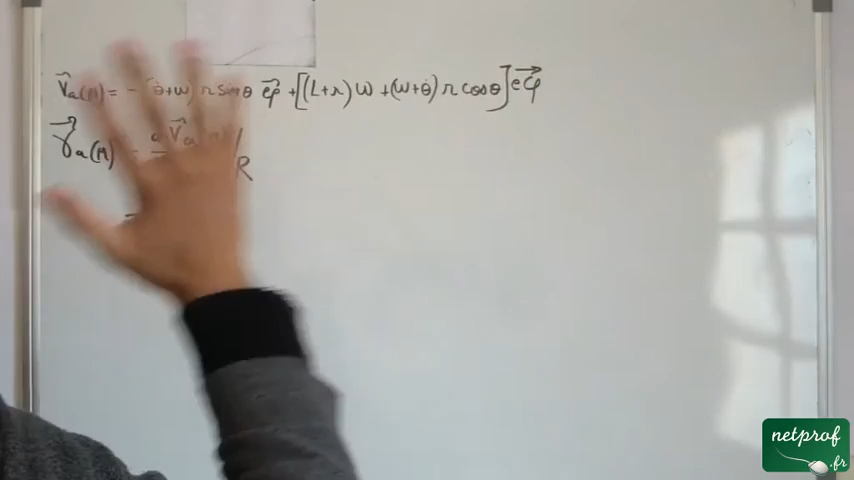 V⃗a(M) = - (θ̇+ω) r sinθ e⃗φ + [(L+r) ω + (ω+θ̇) r cosθ] e⃗φ
γ⃗a(M) = d V⃗a /R
netprof
.fr